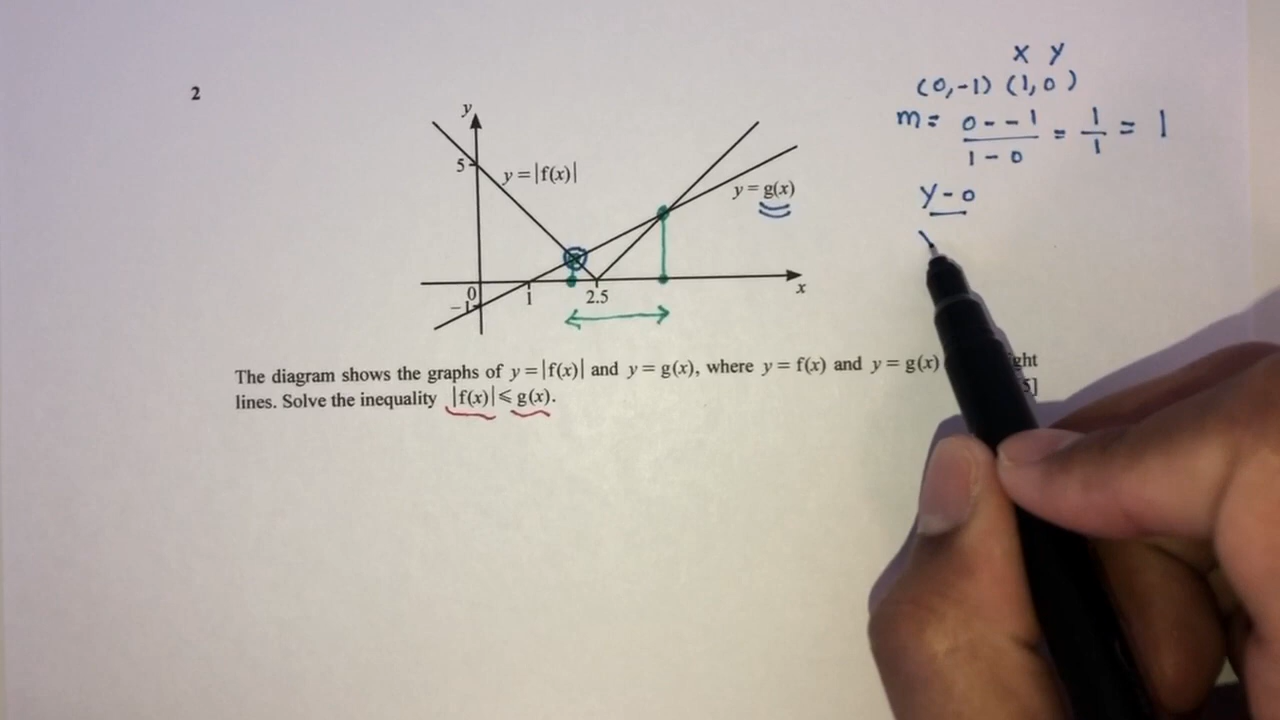 2
x y
(0,-1) (1,0)
m = 0 - - 1 / 1 - 0 = 1/1 = 1
y - 0
y
5
y = |f(x)|
y = g(x)
0
-1
1
2.5
x
The diagram shows the graphs of y = |f(x)| and y = g(x), where y = f(x) and y = g(x)
lines. Solve the inequality |f(x)| ⩽ g(x). 5]